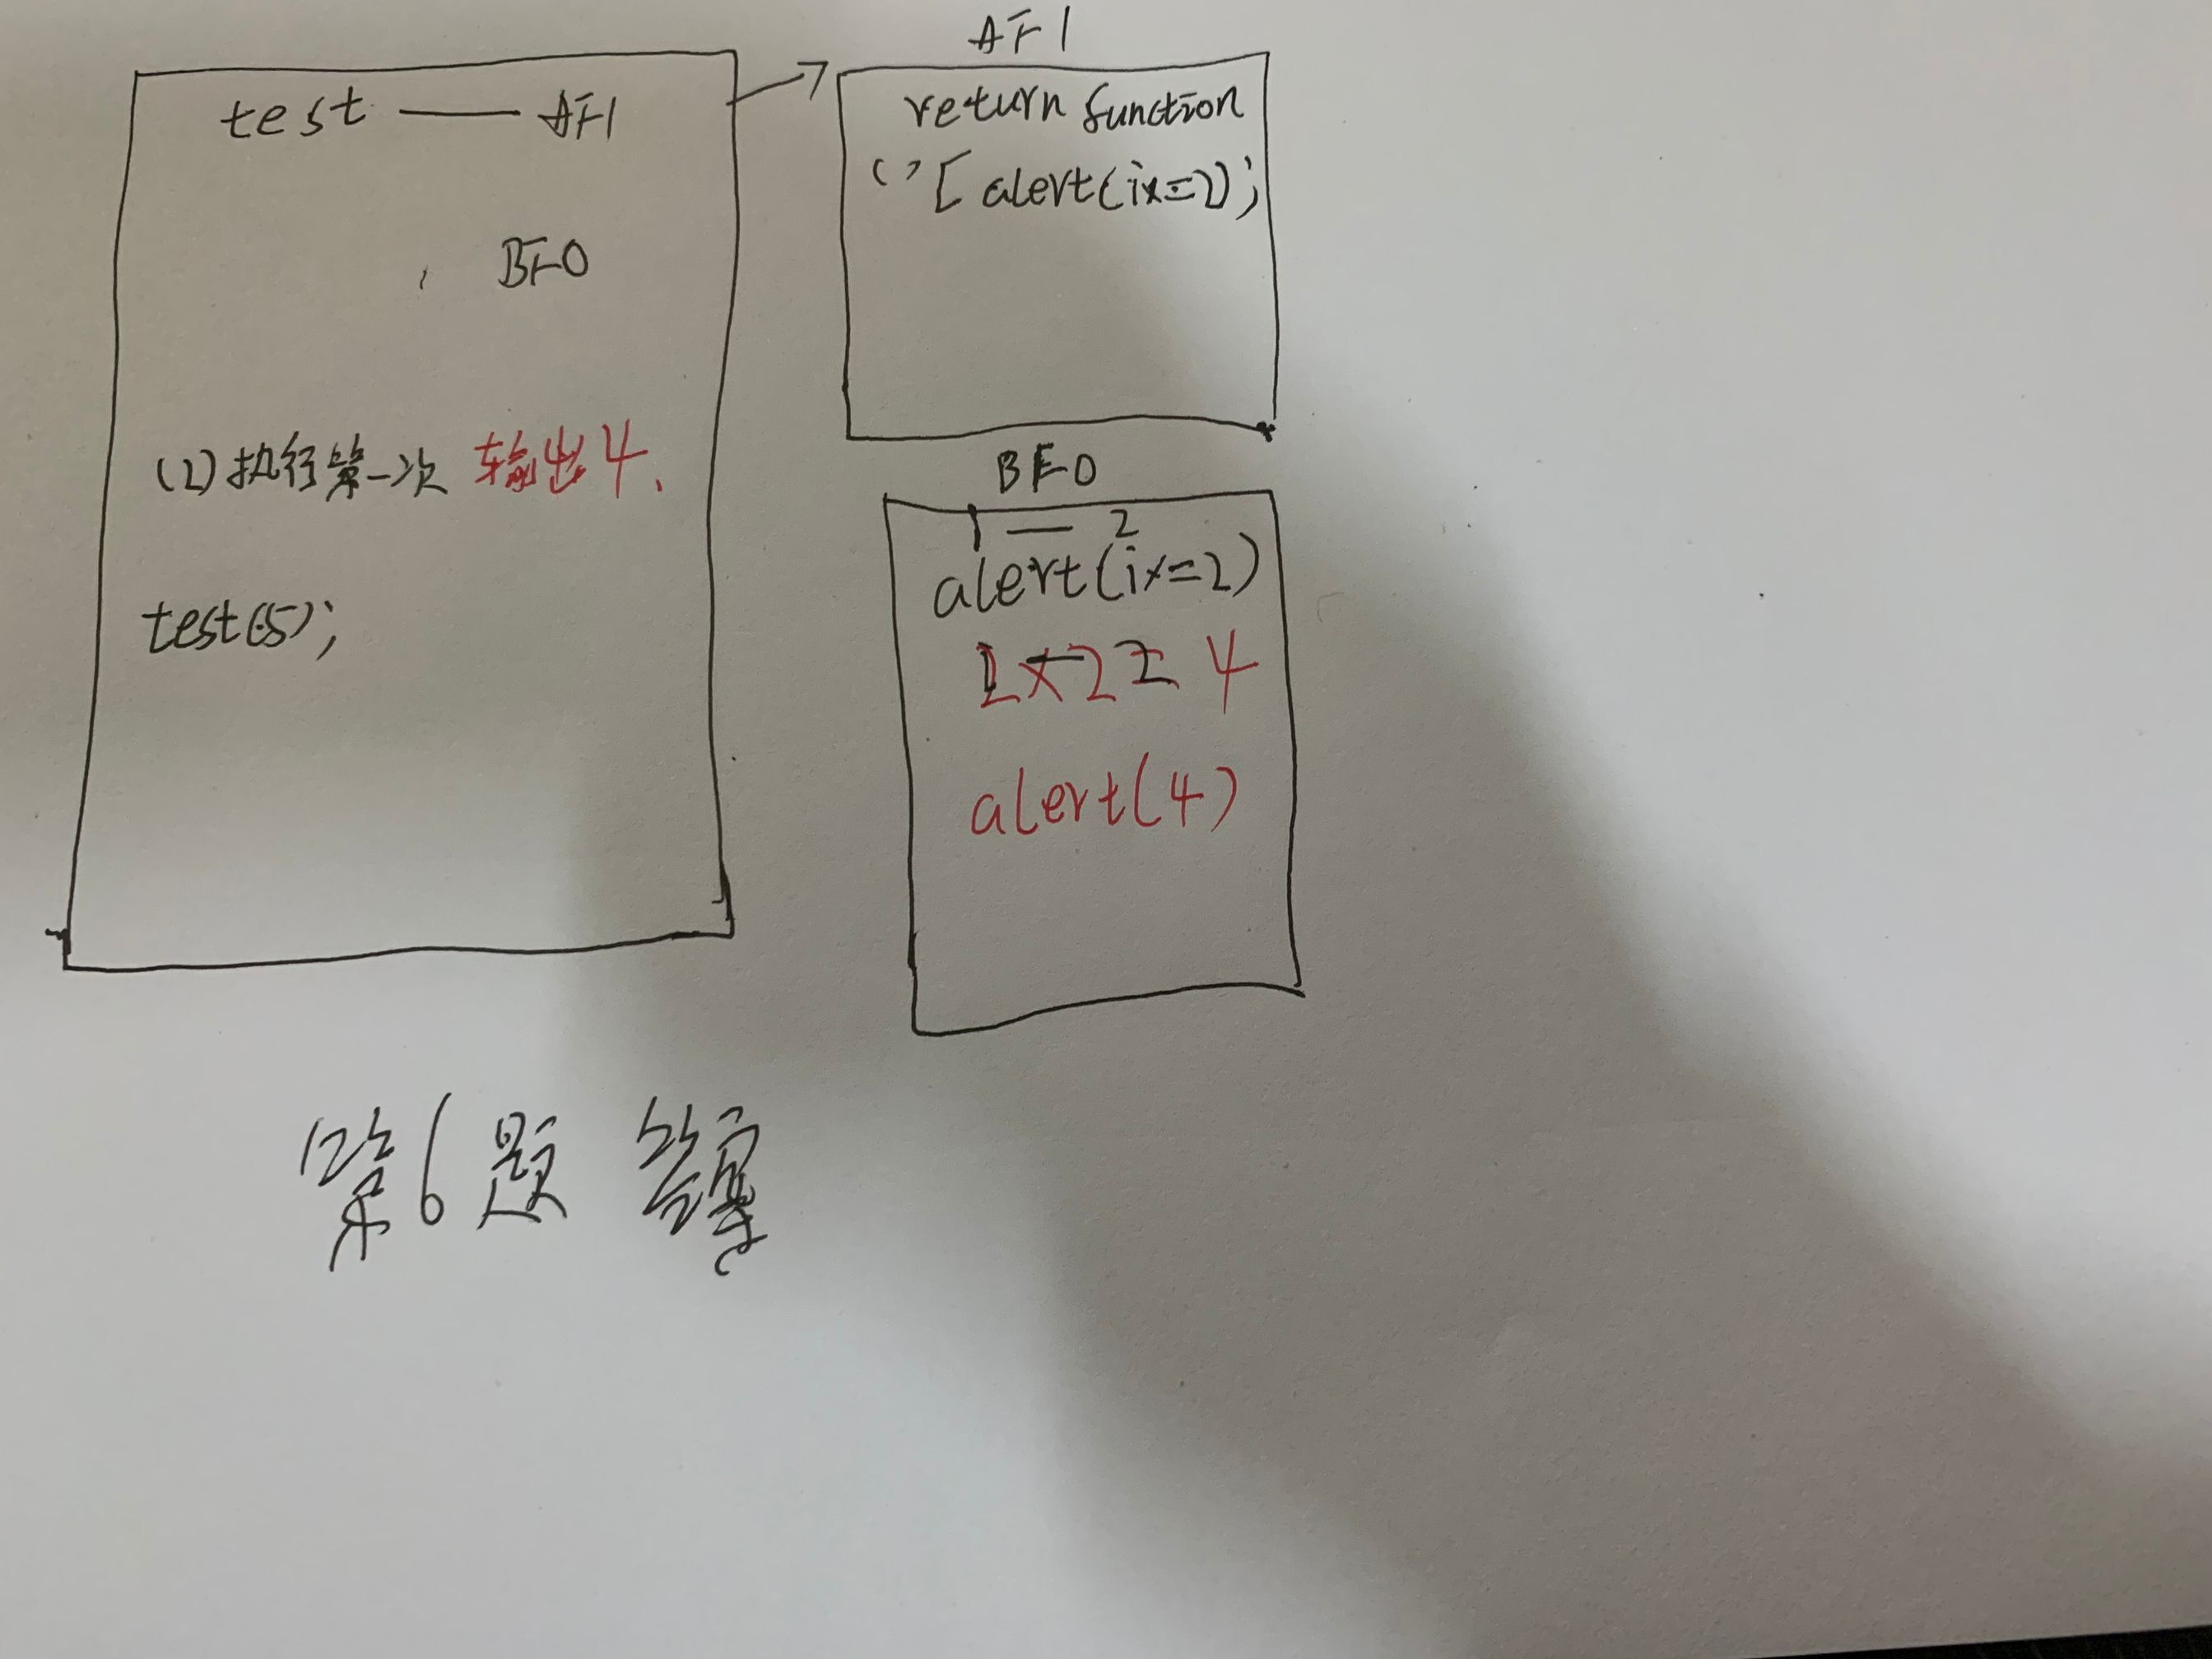 test —— AF1
BF0
(2)执行第一次 输出4、
test(5);
AF1
return function
() [ alert(i*=2);
BF0
1 — 2
alert(i*=2)
2×2=4
alert(4)
第6题 答案